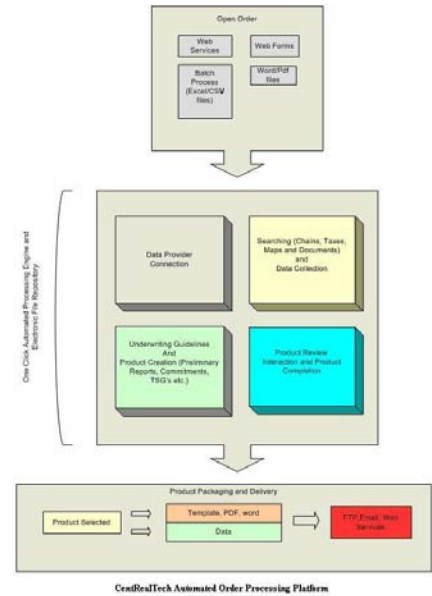 Open Order
Web
Services
Web Forms
Batch
Process
(Excel/CSV
files)
Word/Pdf
files
One Click Automated Processing Engine and
Electronic File Repository
Data Provider
Connection
Searching (Chains, Taxes,
Maps and Documents)
and
Data Collection.
Underwriting Guidelines
And
Product Creation (Preliminary
Reports, Commitments,
TSG's etc.)
Product Review
Interaction and Product
Completion
Product Packaging and Delivery
Product Selected
Template, PDF, word
Data
FTP,Email, Web
Services
CentRealTech Automated Order Processing Platform